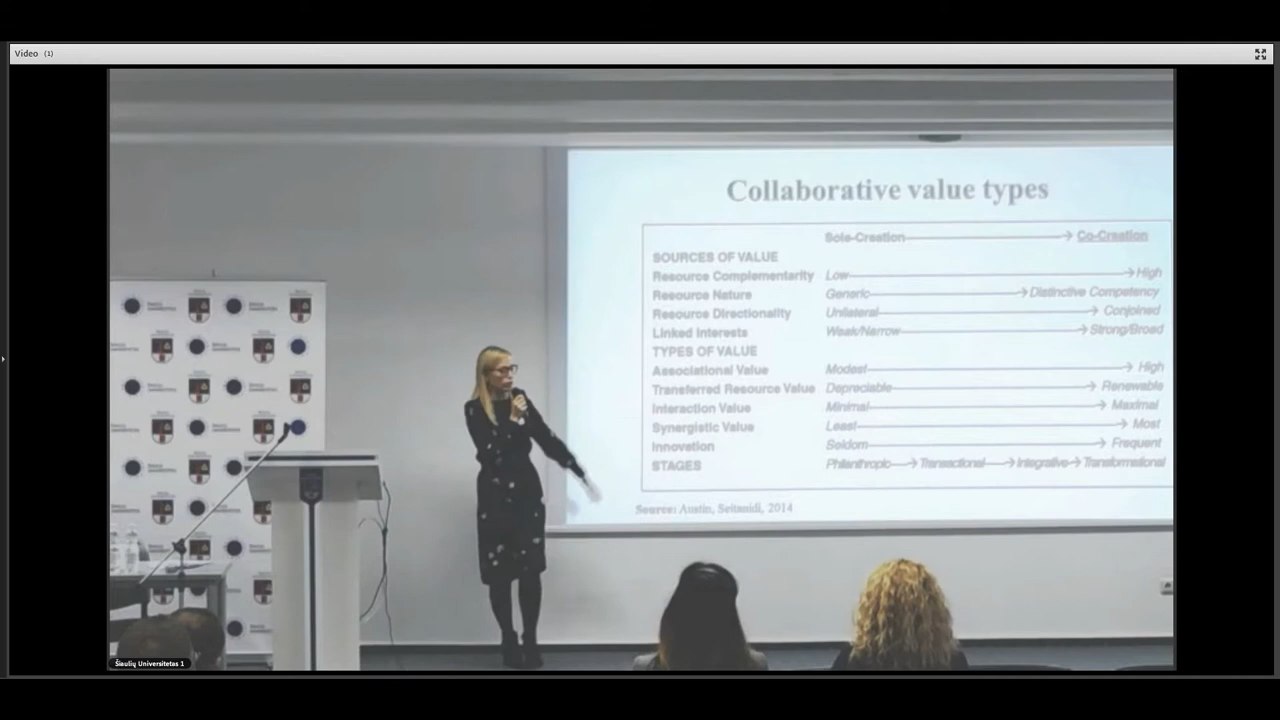 Video (1)
Collaborative value types
Sole-Creation Co-Creation
SOURCES OF VALUE
Resource Complementarity Low High
Resource Nature Generic Distinctive Competency
Resource Directionality Unilateral Conjoined
Linked Interests Weak/Narrow Strong/Broad
TYPES OF VALUE
Associational Value Modest High
Transferred Resource Value Depreciable Renewable
Interaction Value Minimal Maximal
Synergistic Value Least Most
Innovation Seldom Frequent
STAGES Philanthropic Transactional Integrative Transformational
Source: Austin, Seitanidi, 2014
Šiaulių Universitetas 1